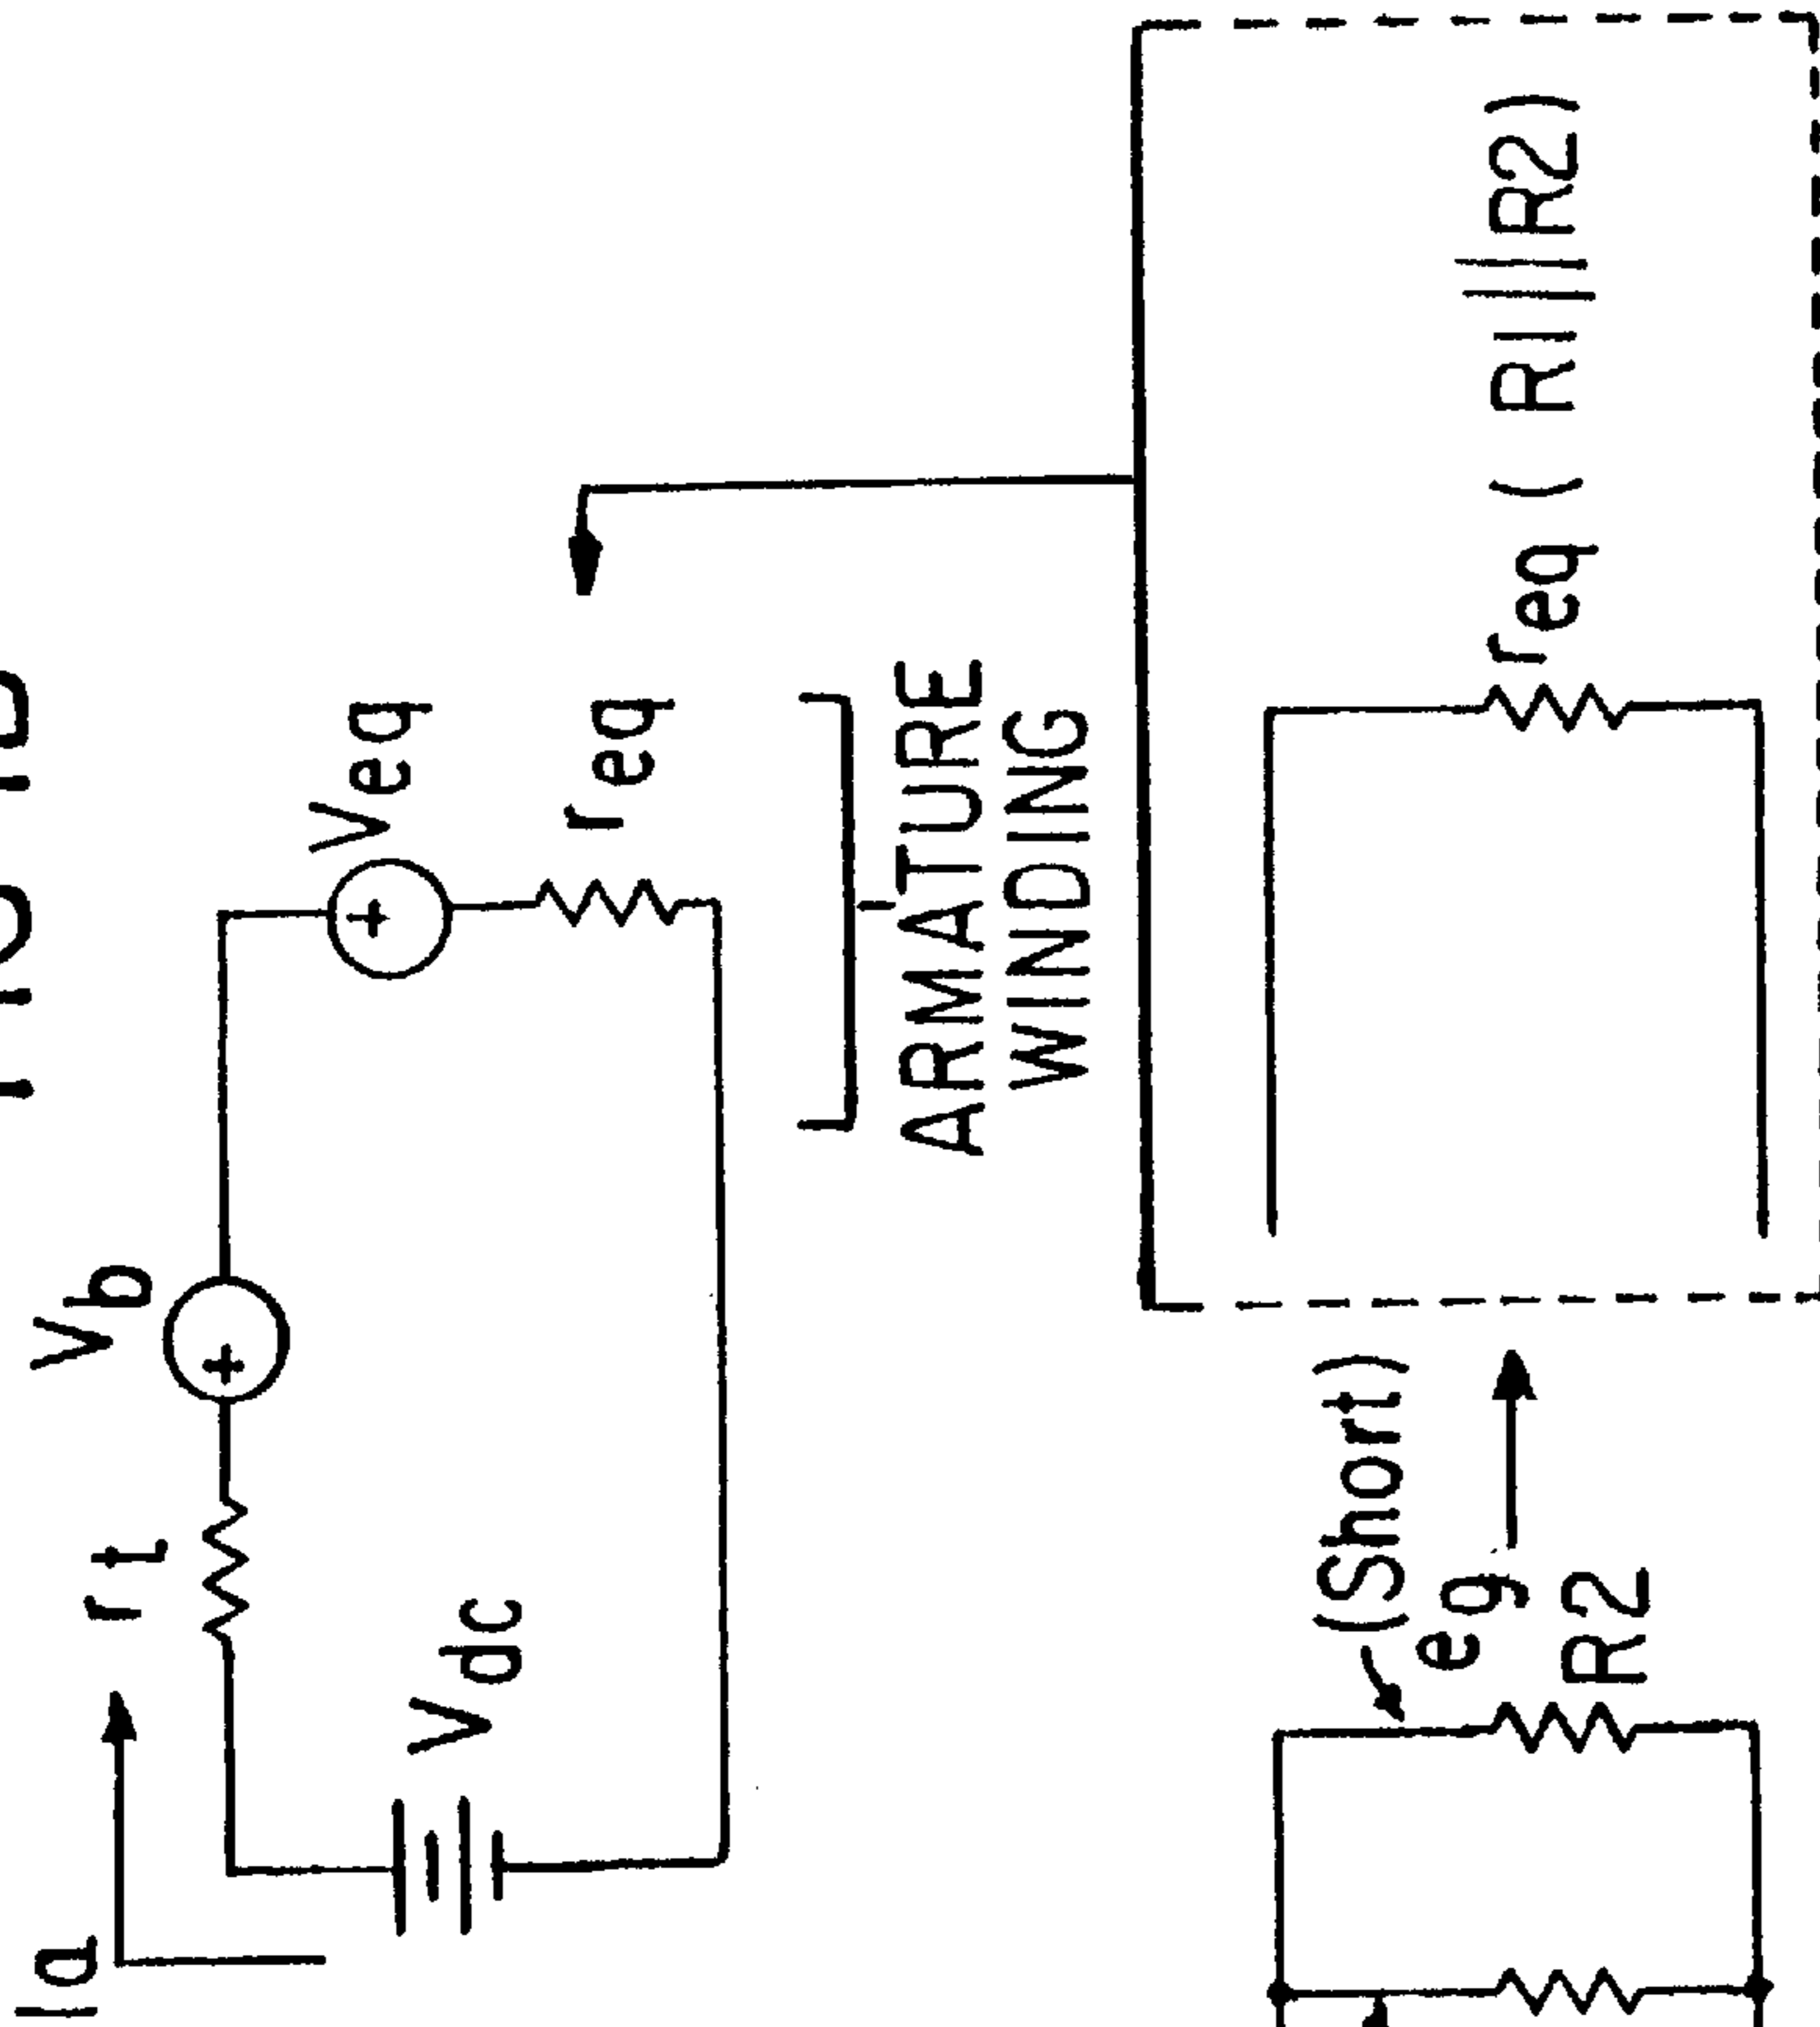 Ia
rt
Vb
Vdc
Veq
req
ARMATURE
WINDING
(Short)
eg
R2
req ( R1||R2)